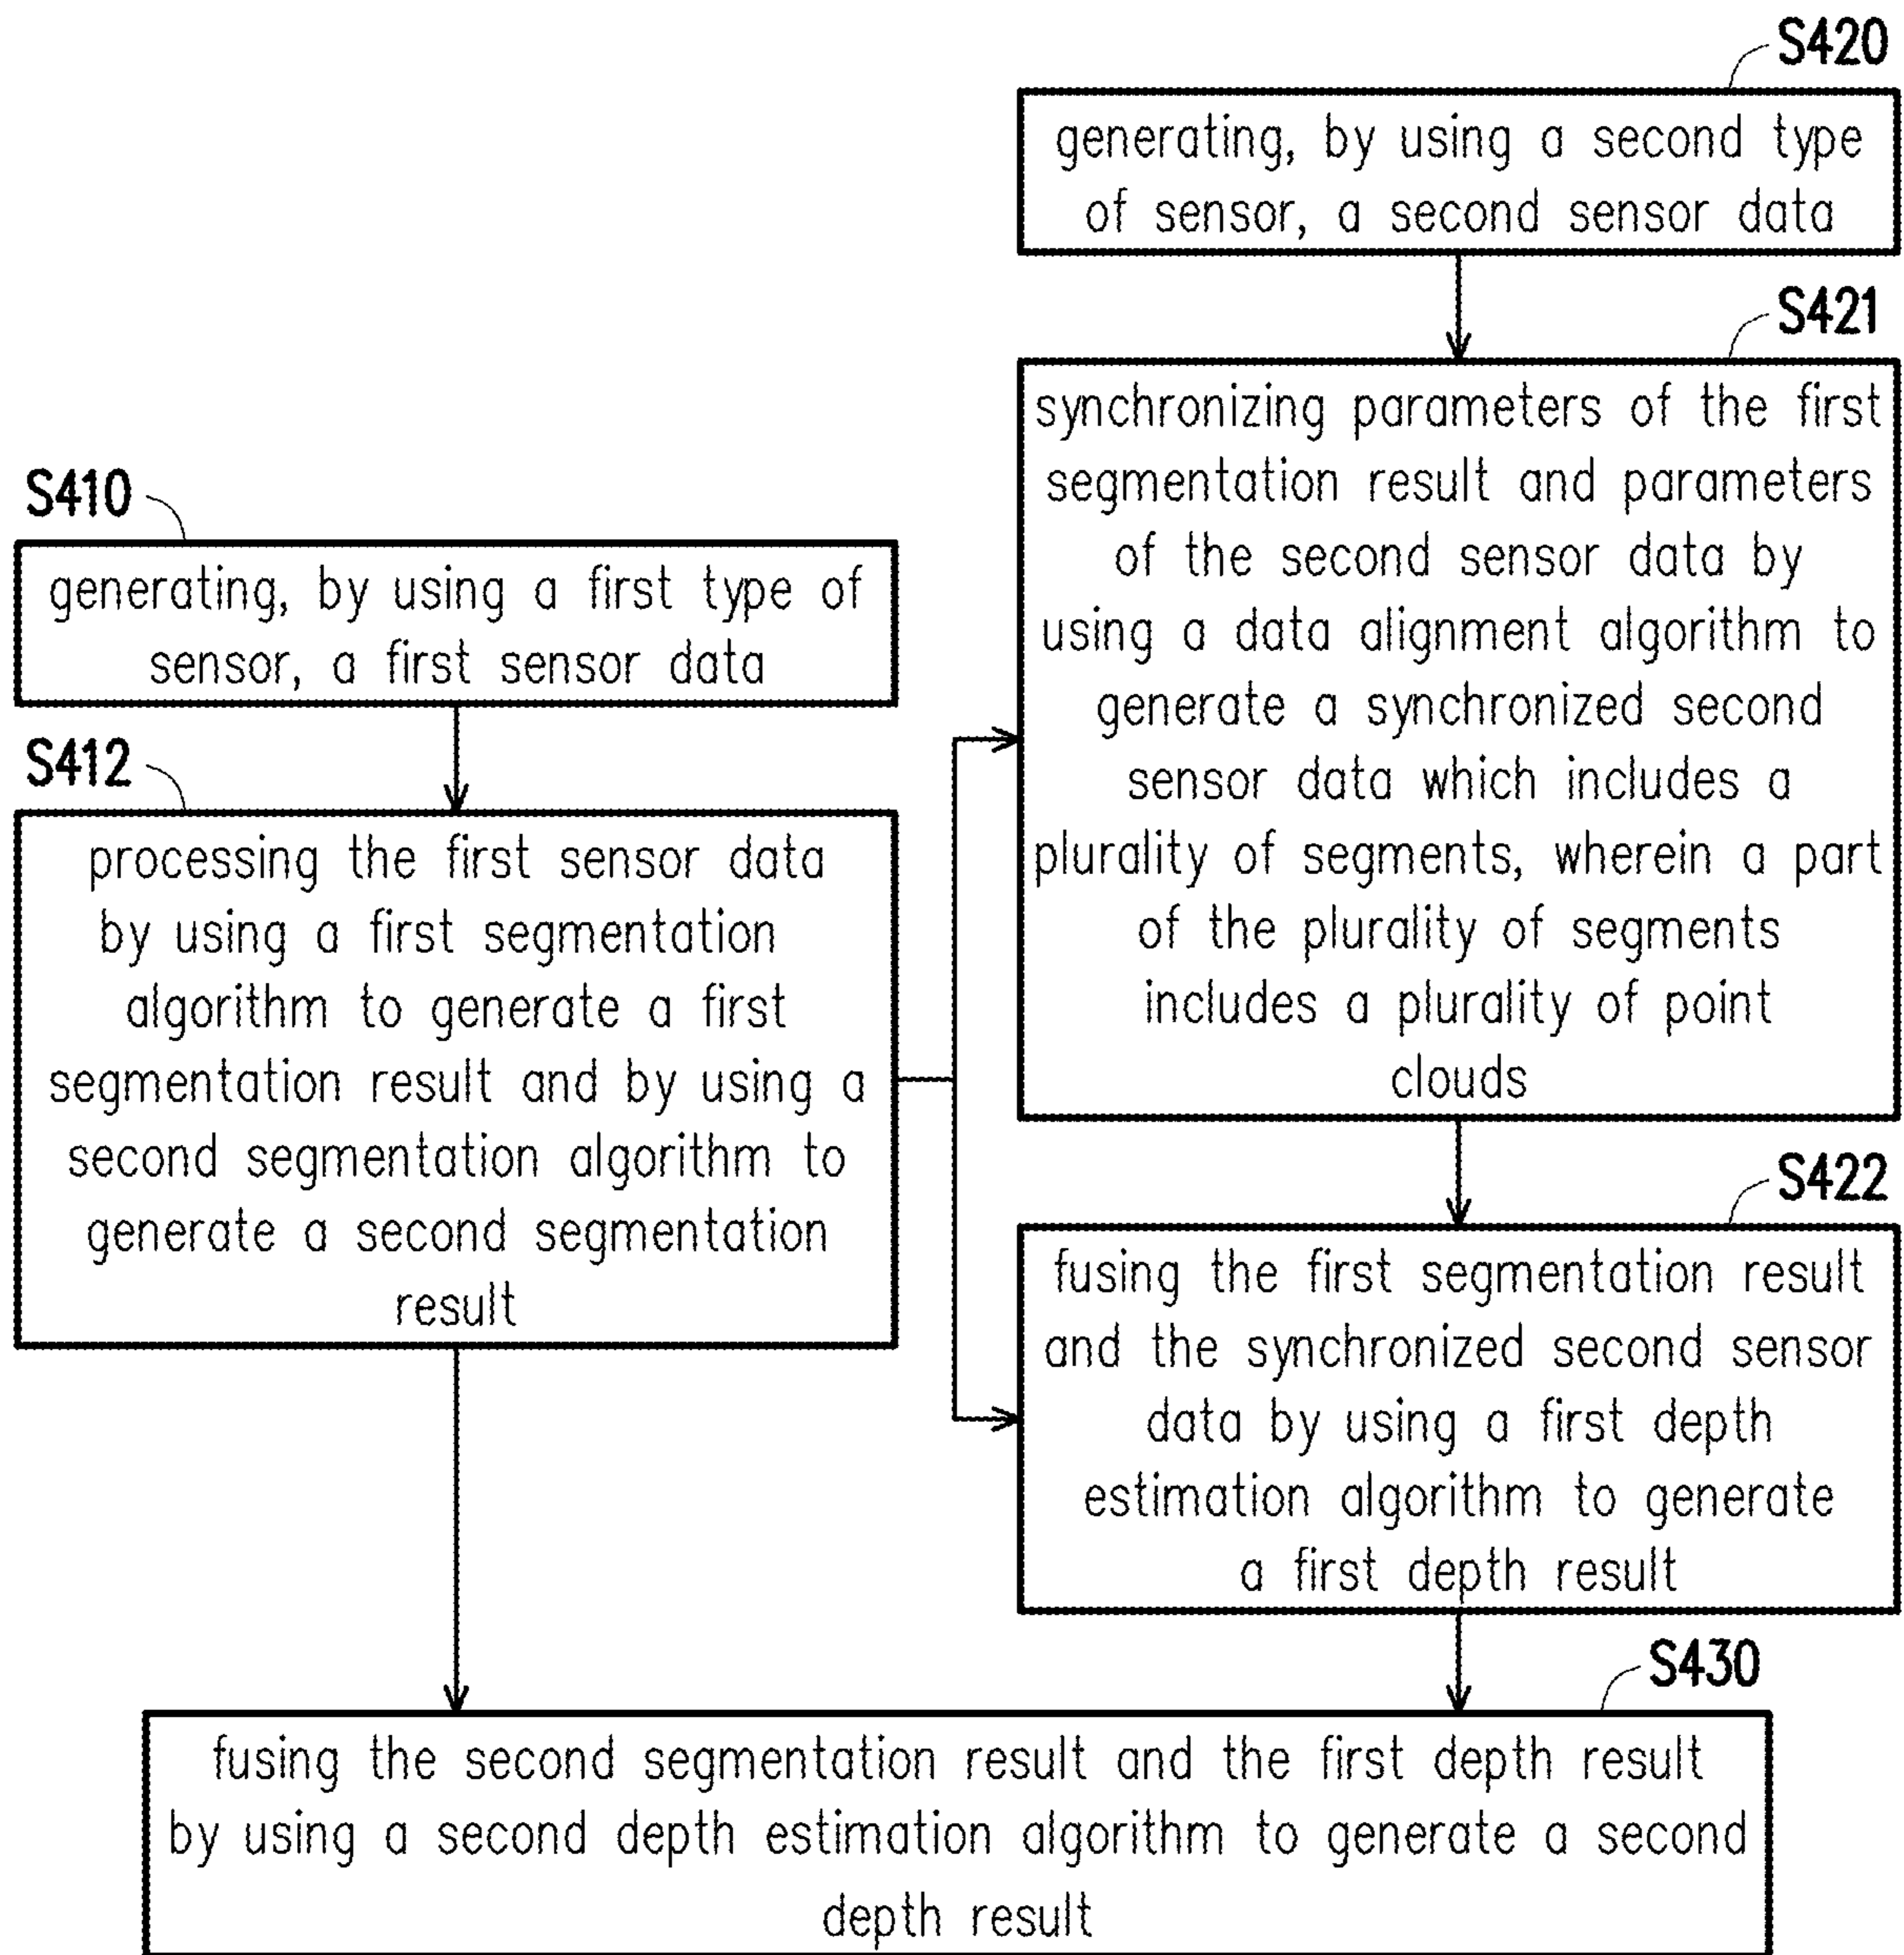 S420
generating, by using a second type
of sensor, a second sensor data
S421
synchronizing parameters of the first
segmentation result and parameters
of the second sensor data by
using a data alignment algorithm to
generate a synchronized second
sensor data which includes a
plurality of segments, wherein a part
of the plurality of segments
includes a plurality of point
clouds
S410
generating, by using a first type of
sensor, a first sensor data
S412
processing the first sensor data
by using a first segmentation
algorithm to generate a first
segmentation result and by using a
second segmentation algorithm to
generate a second segmentation
result
S422
fusing the first segmentation result
and the synchronized second sensor
data by using a first depth
estimation algorithm to generate
a first depth result
S430
fusing the second segmentation result and the first depth result
by using a second depth estimation algorithm to generate a second
depth result